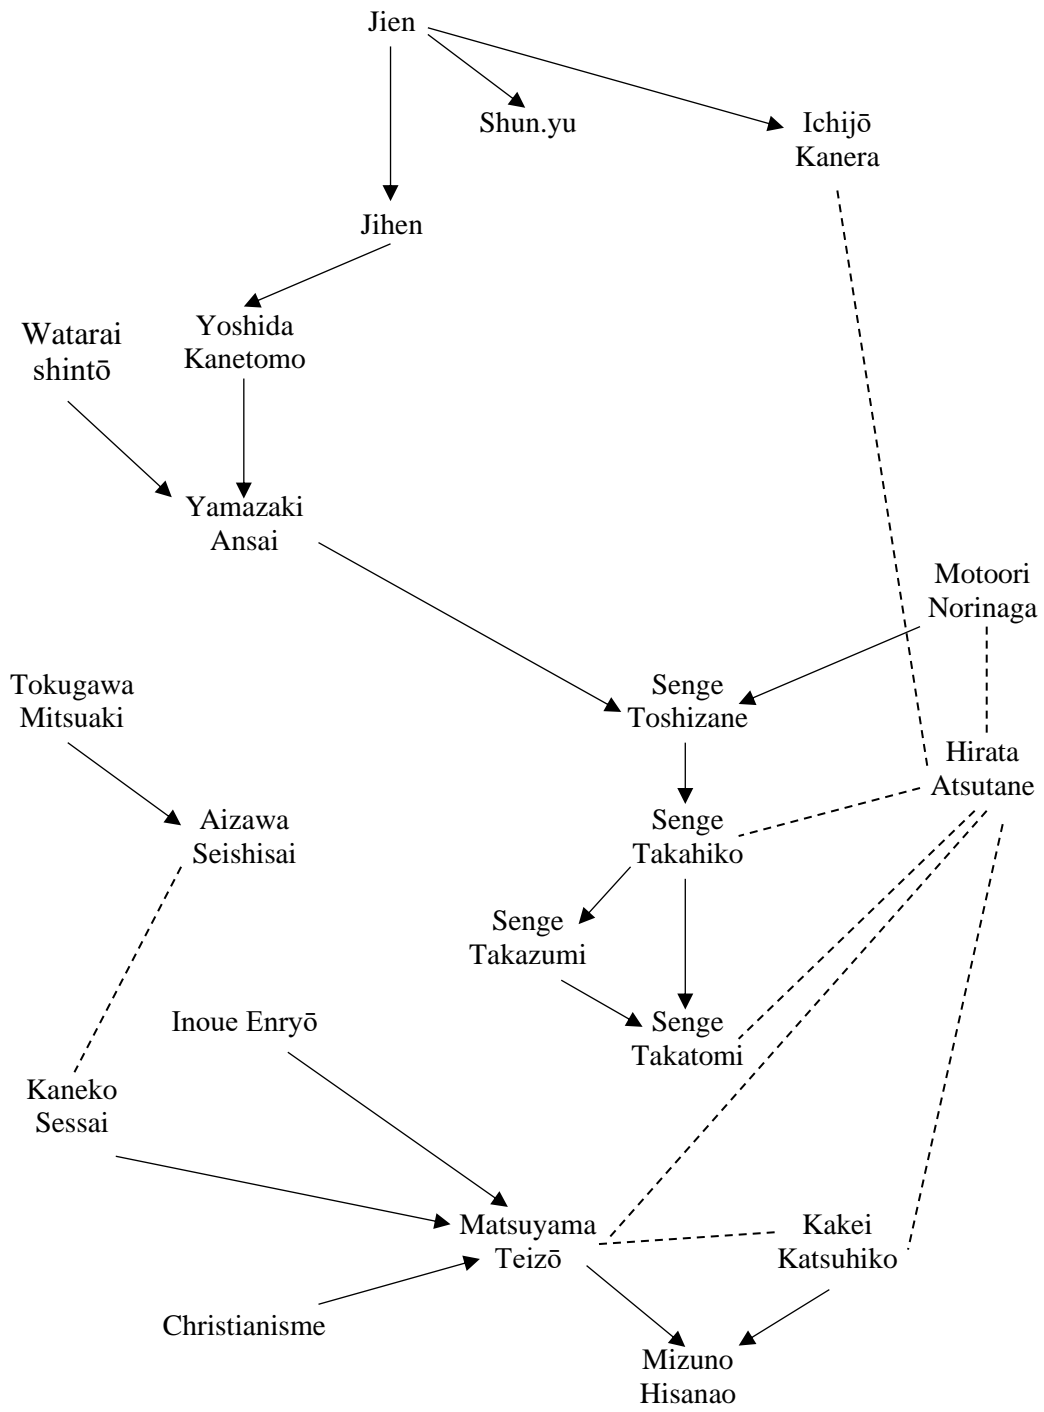 Jien
Shun.yu
Ichijō
Kanera
Jihen
Yoshida
Kanetomo
Watarai
shintō
Yamazaki
Ansai
Motoori
Norinaga
Tokugawa
Mitsuaki
Senge
Toshizane
Hirata
Atsutane
Aizawa
Seishisai
Senge
Takahiko
Senge
Takazumi
Inoue Enryō
Senge
Takatomi
Kaneko
Sessai
Matsuyama
Teizō
Kakei
Katsuhiko
Christianisme
Mizuno
Hisanao